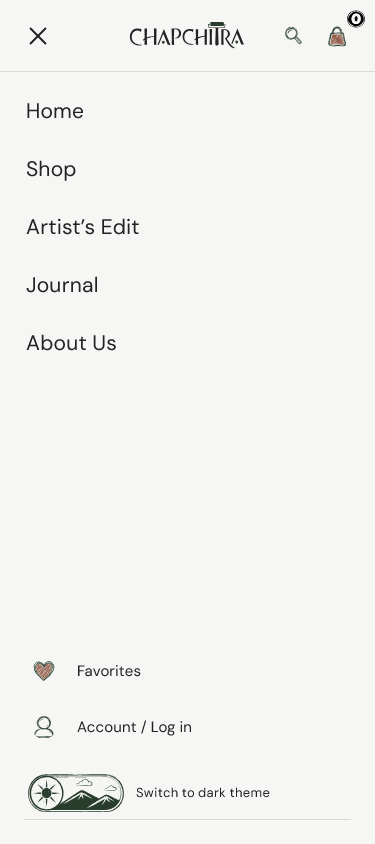 CHAPCHITRA
0
Home
Shop
Artist's Edit
Journal
About Us
Favorites
Account / Log in
Switch to dark theme